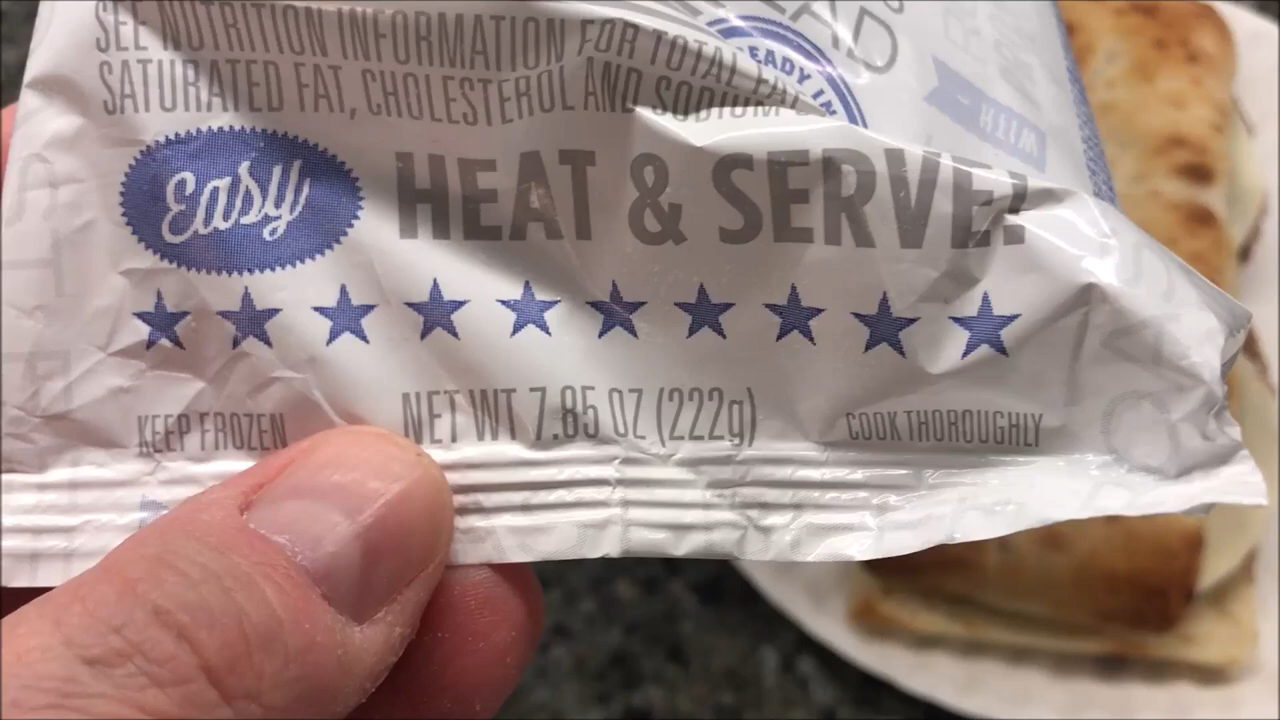 SEE NUTRITION INFORMATION FOR TOTAL FAT,
SATURATED FAT, CHOLESTEROL AND SODIUM
EADY IN
WITH
Easy
HEAT & SERVE!
NET WT 7.85 OZ (222g)
KEEP FROZEN
COOK THOROUGHLY